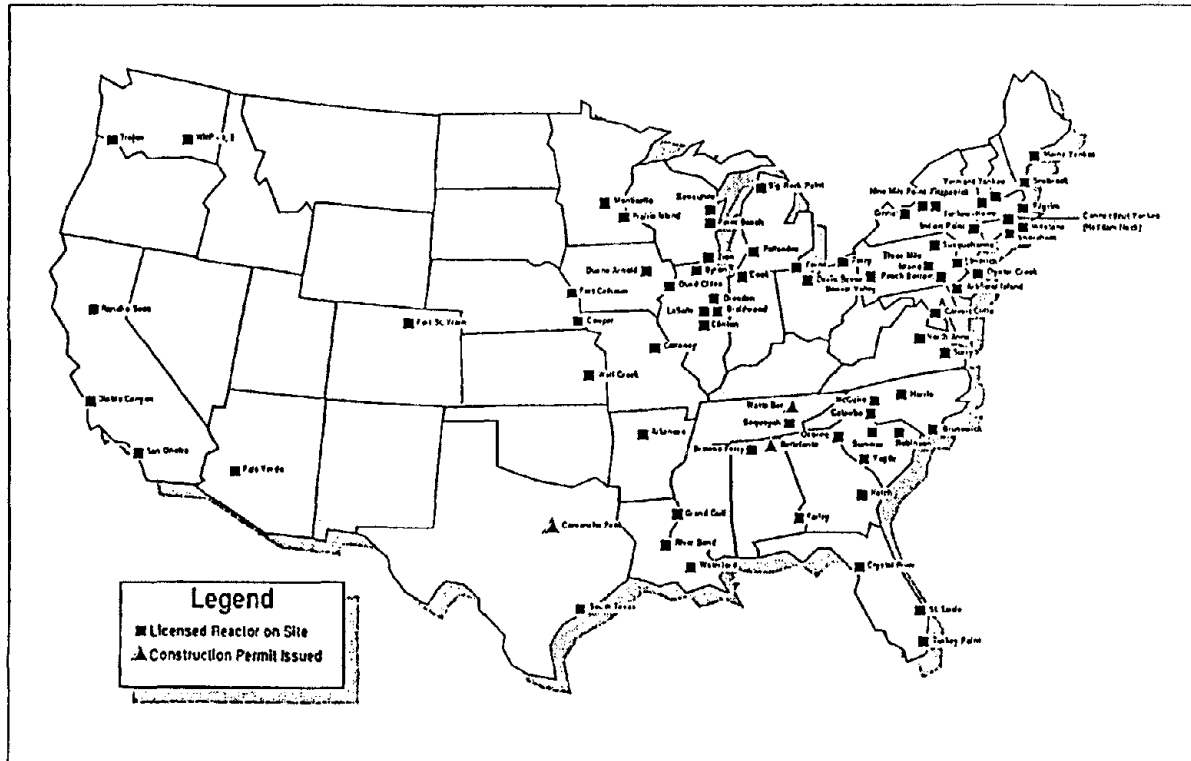 Trojan
Big Rock Point
Maine Yankee
Vermont Yankee
Seabrook
Kewaunee
Nine Mile Point
Fitzpatrick
Monticello
Pilgrim
Prairie Island
Point Beach
Ginna
Connecticut Yankee
(Haddam Neck)
Indian Point
Millstone
Shoreham
Palisades
Susquehanna
Zion
Fermi
Perry
Three Mile
Island
Limerick
Duane Arnold
Byron
Cook
Davis Besse
Beaver Valley
Peach Bottom
Oyster Creek
Quad Cities
Fort Calhoun
Dresden
Rancho Seco
LaSalle
Braidwood
Calvert Cliffs
Fort St. Vrain
Cooper
Clinton
North Anna
Callaway
Surry
Wolf Creek
Diablo Canyon
Watts Bar
McGuire
Harris
Catawba
Sequoyah
Arkansas
Oconee
Brunswick
Browns Ferry
Bellefonte
Summer
Robinson
San Onofre
Vogtle
Palo Verde
Hatch
Grand Gulf
Farley
Comanche Peak
River Bend
Waterford
Crystal River
Legend
South Texas
St. Lucie
Licensed Reactor on Site
Turkey Point
Construction Permit Issued